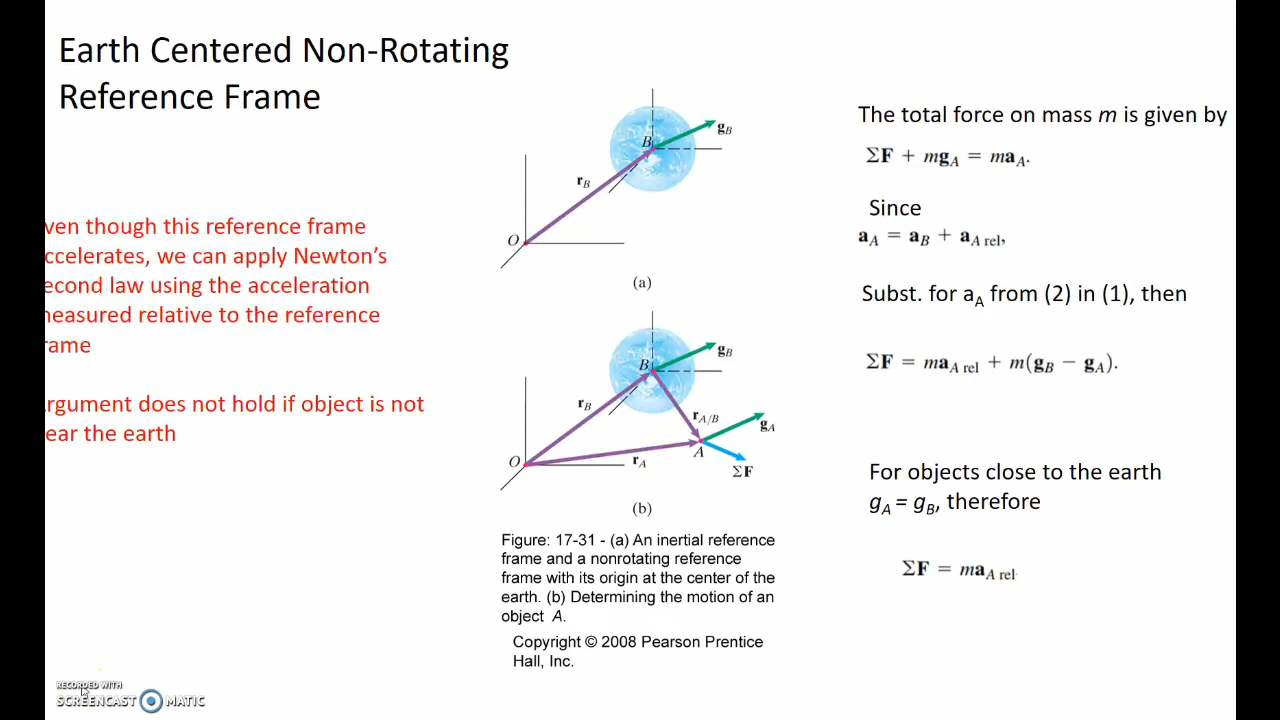 Earth Centered Non-Rotating
Reference Frame
ven though this reference frame
ccelerates, we can apply Newton's
econd law using the acceleration
neasured relative to the reference
rame
rgument does not hold if object is not
ear the earth
B
g_B
r_B
O
(a)
B
g_B
r_B
r_{A/B}
g_A
O
r_A
A
ΣF
(b)
Figure: 17-31 - (a) An inertial reference
frame and a nonrotating reference
frame with its origin at the center of the
earth. (b) Determining the motion of an
object A.
Copyright © 2008 Pearson Prentice
Hall, Inc.
The total force on mass m is given by
ΣF + mg_A = ma_A.
Since
a_A = a_B + a_{A rel},
Subst. for a_A from (2) in (1), then
ΣF = ma_{A rel} + m(g_B − g_A).
For objects close to the earth
g_A = g_B, therefore
ΣF = ma_{A rel}.
RECORDED WITH
SCREENCAST MATIC